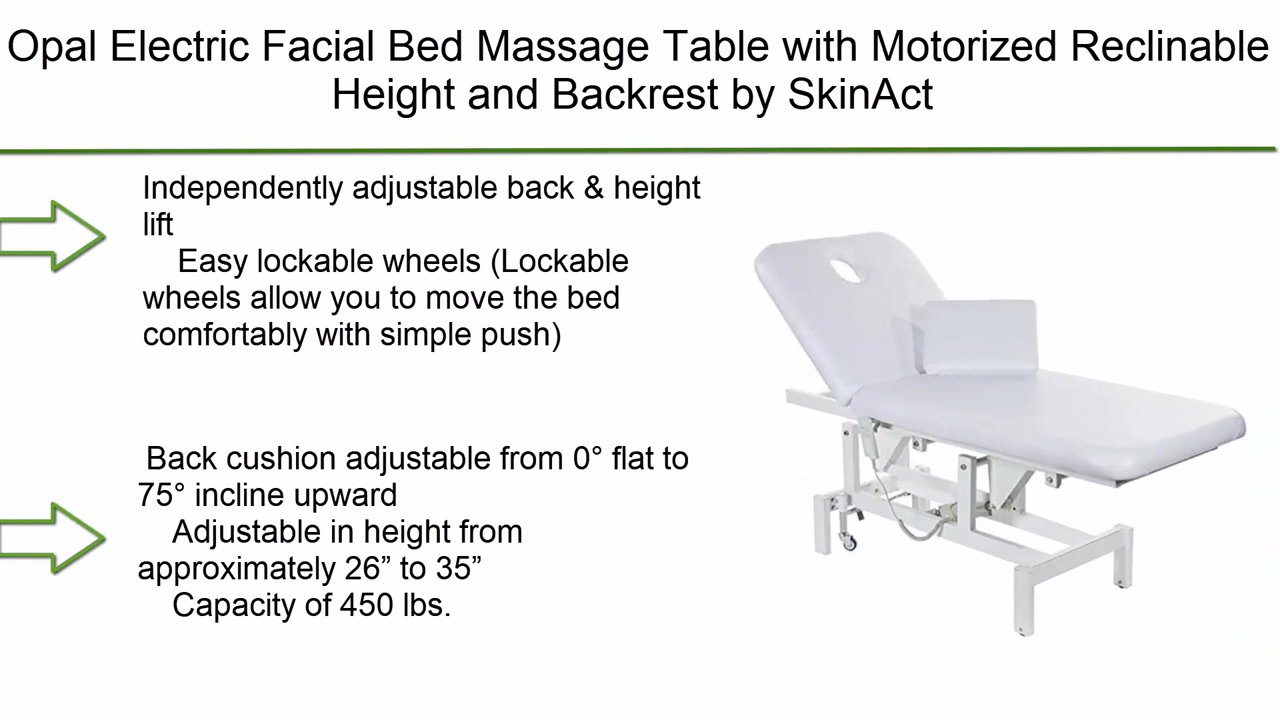 Opal Electric Facial Bed Massage Table with Motorized Reclinable
Height and Backrest by SkinAct
Independently adjustable back & height
lift
Easy lockable wheels (Lockable
wheels allow you to move the bed
comfortably with simple push)
Back cushion adjustable from 0° flat to
75° incline upward
Adjustable in height from
approximately 26” to 35”
Capacity of 450 lbs.